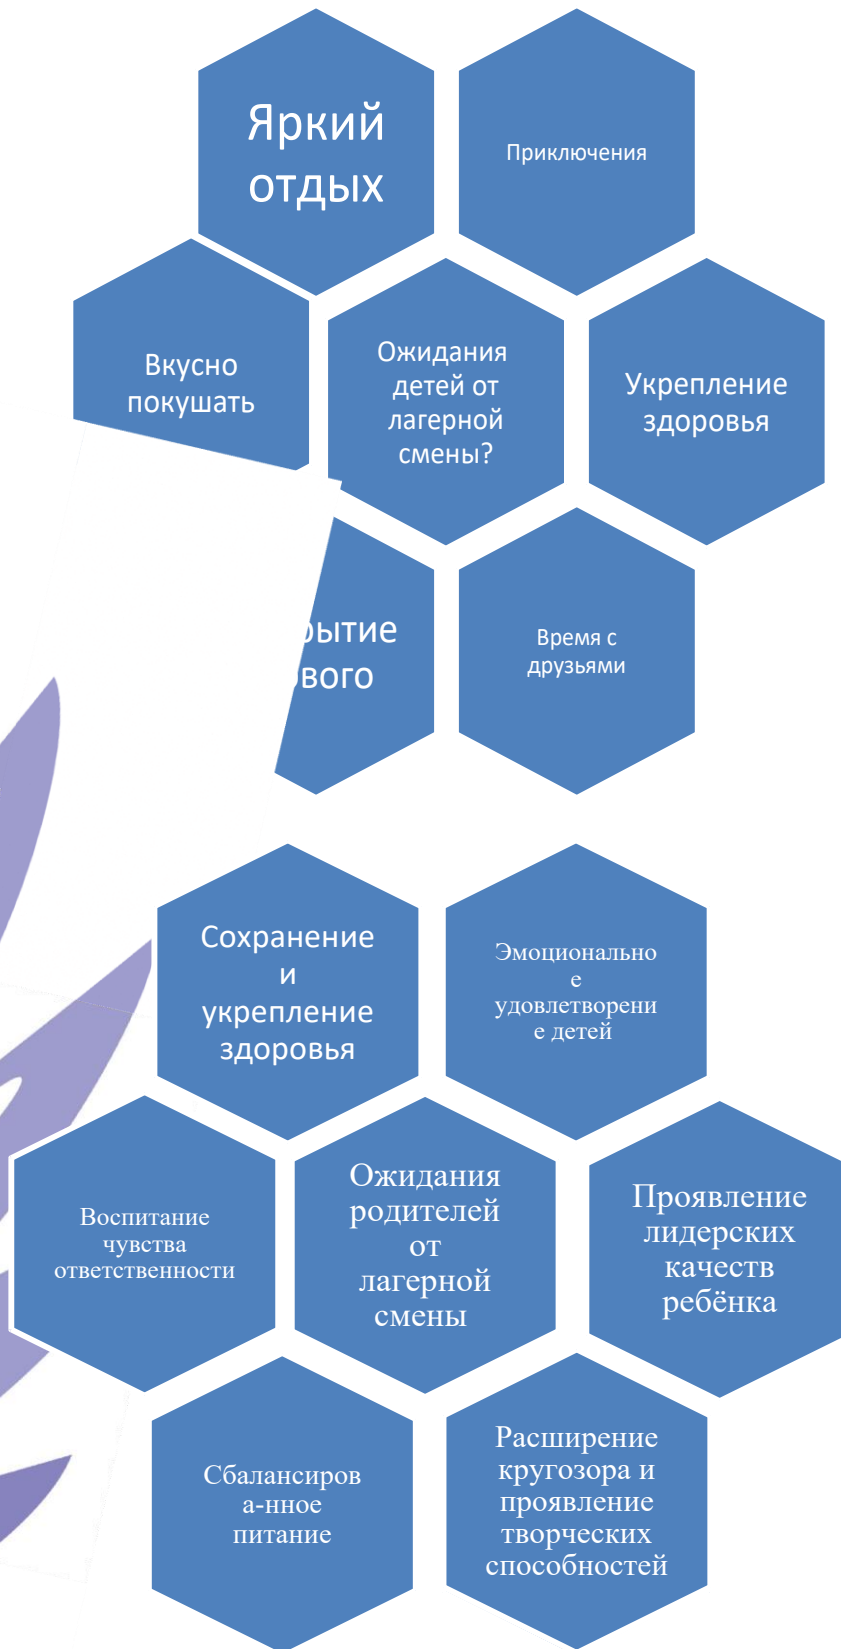 Яркий
отдых
Приключения
Вкусно
покушать
Ожидания
детей от
лагерной
смены?
Укрепление
здоровья
Время с
друзьями
Сохранение
и
укрепление
здоровья
Эмоционально
е
удовлетворени
е детей
Воспитание
чувства
ответственности
Ожидания
родителей
от
лагерной
смены
Проявление
лидерских
качеств
ребёнка
Сбалансиров
а-нное
питание
Расширение
кругозора и
проявление
творческих
способностей